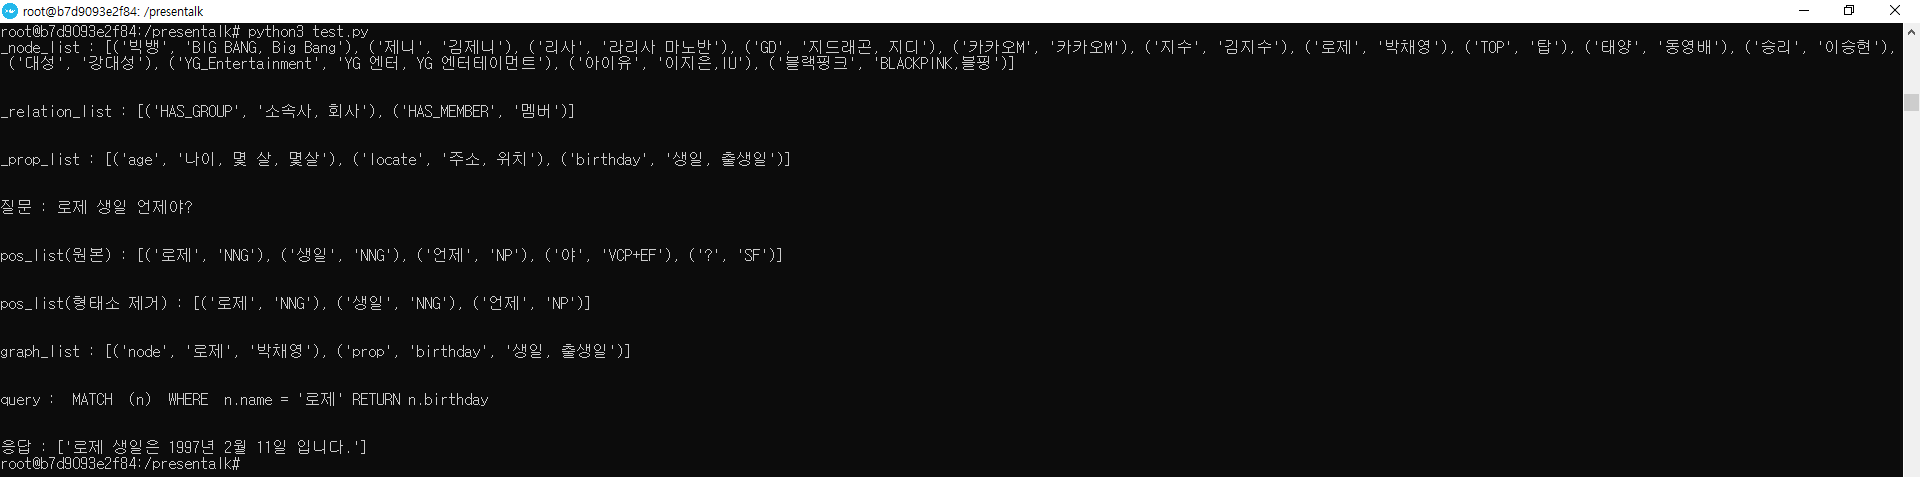 root@b7d9093e2f84: /presentalk
root@b7d9093e2f84:/presentalk# python3 test.py
_node_list : [('빅뱅', 'BIG BANG, Big Bang'), ('제니', '김제니'), ('리사', '라리사 마노반'), ('GD', '지드래곤, 지디'), ('카카오M', '카카오M'), ('지수', '김지수'), ('로제', '박채영'), ('TOP', '탑'), ('태양', '동영배'), ('승리', '이승현'),
('대성', '강대성'), ('YG_Entertainment', 'YG 엔터, YG 엔터테이먼트'), ('아이유', '이지은,IU'), ('블랙핑크', 'BLACKPINK,블핑')]
_relation_list : [('HAS_GROUP', '소속사, 회사'), ('HAS_MEMBER', '멤버')]
_prop_list : [('age', '나이, 몇 살, 몇살'), ('locate', '주소, 위치'), ('birthday', '생일, 출생일')]
질문 : 로제 생일 언제야?
pos_list(원본) : [('로제', 'NNG'), ('생일', 'NNG'), ('언제', 'NP'), ('야', 'VCP+EF'), ('?', 'SF')]
pos_list(형태소 제거) : [('로제', 'NNG'), ('생일', 'NNG'), ('언제', 'NP')]
graph_list : [('node', '로제', '박채영'), ('prop', 'birthday', '생일, 출생일')]
query :  MATCH  (n)  WHERE  n.name = '로제' RETURN n.birthday
응답 : ['로제 생일은 1997년 2월 11일 입니다.']
root@b7d9093e2f84:/presentalk#